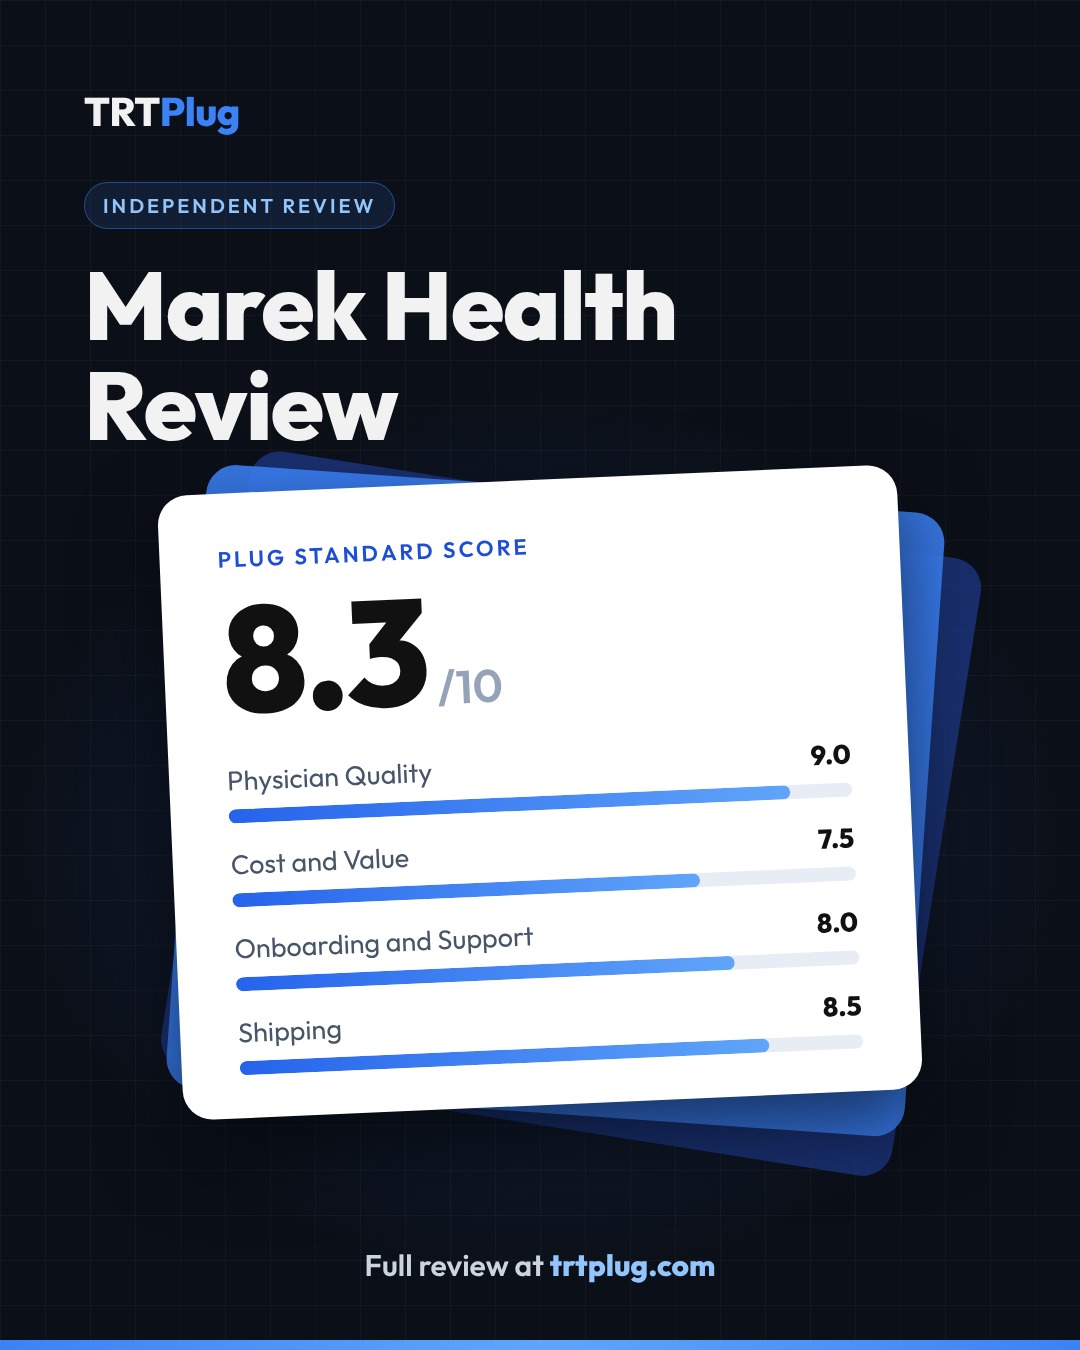 TRTPlug
INDEPENDENT REVIEW
Marek Health
Review
PLUG STANDARD SCORE
8.3 /10
Physician Quality 9.0
Cost and Value 7.5
Onboarding and Support 8.0
Shipping 8.5
Full review at trtplug.com